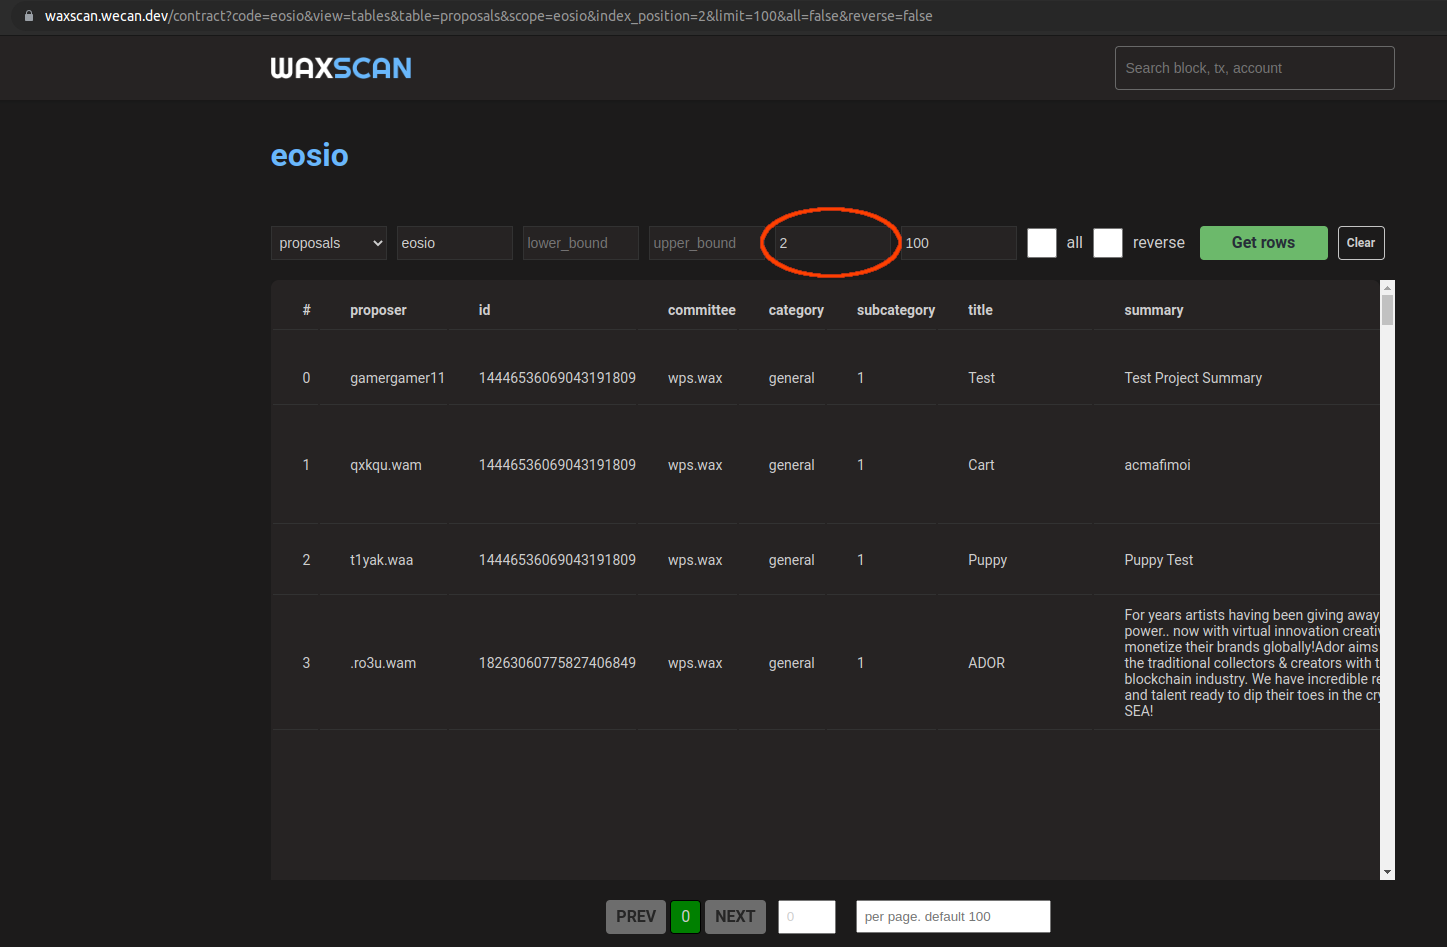 waxscan.wecan.dev/contract?code=eosio&view=tables&table=proposals&scope=eosio&index_position=2&limit=100&all=false&reverse=false
WAXSCAN
Search block, tx, account
eosio
proposals eosio lower_bound upper_bound 2 100 all reverse Get rows Clear
# proposer id committee category subcategory title summary
0 gamergamer11 14446536069043191809 wps.wax general 1 Test Test Project Summary
1 qxkqu.wam 14446536069043191809 wps.wax general 1 Cart acmafimoi
2 t1yak.waa 14446536069043191809 wps.wax general 1 Puppy Puppy Test
3 .ro3u.wam 18263060775827406849 wps.wax general 1 ADOR
For years artists having been giving away
power.. now with virtual innovation creativ
monetize their brands globally!Ador aims
the traditional collectors & creators with t
blockchain industry. We have incredible re
and talent ready to dip their toes in the cry
SEA!
PREV 0 NEXT 0 per page. default 100